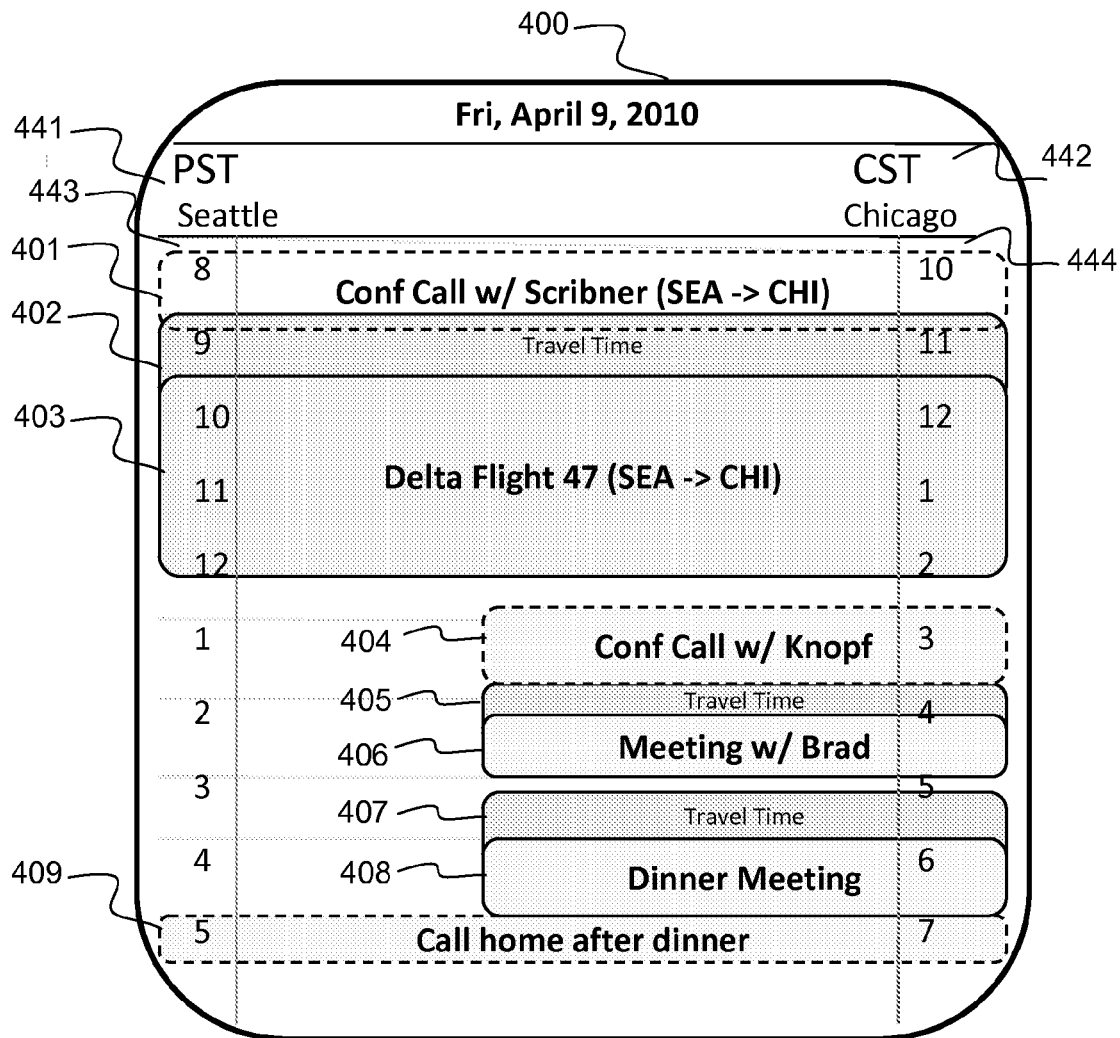 400
Fri, April 9, 2010
441
442
PST CST
443
Seattle Chicago
401
444
8 Conf Call w/ Scribner (SEA -> CHI) 10
402
9 Travel Time 11
403
10 12
11 Delta Flight 47 (SEA -> CHI) 1
12 2
1 404 Conf Call w/ Knopf 3
405 Travel Time
2 4
406 Meeting w/ Brad
3 5
407 Travel Time
4 408 Dinner Meeting 6
409
5 Call home after dinner 7